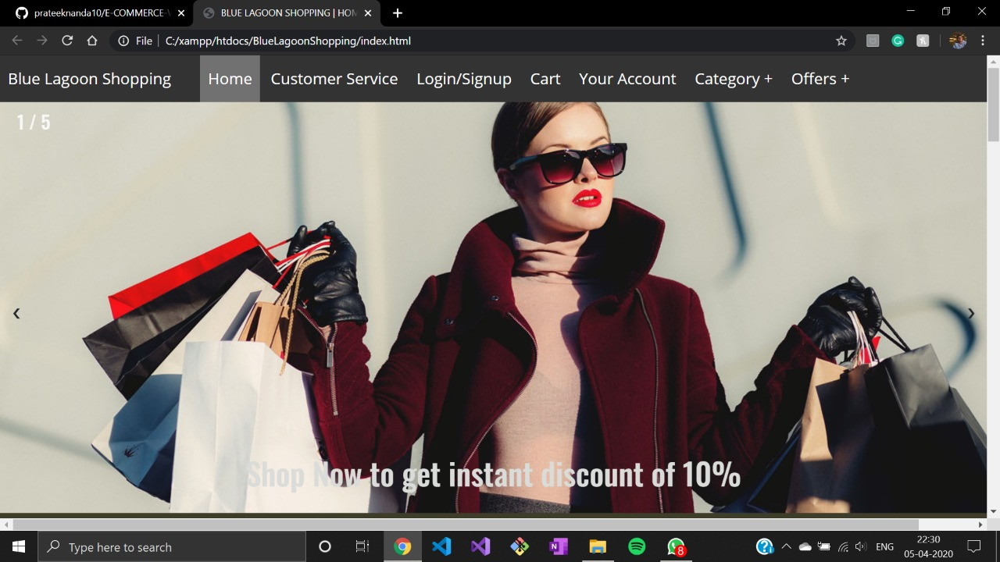 prateeknanda10/E-COMMERCE-
BLUE LAGOON SHOPPING | HOM
File
C:/xampp/htdocs/BlueLagoonShopping/index.html
Blue Lagoon Shopping
Home
Customer Service
Login/Signup
Cart
Your Account
Category +
Offers +
1 / 5
‹
›
Shop Now to get instant discount of 10%
Type here to search
8
ENG
22:30
05-04-2020